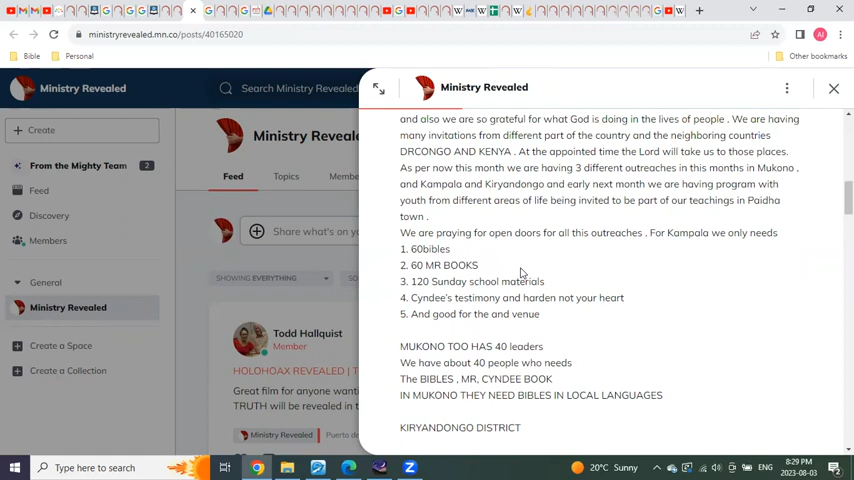 ministryrevealed.mn.co/posts/40165020
Bible
Personal
Other bookmarks
Ministry Revealed
Search Ministry Reveale
Ministry Revealed
Create
From the Mighty Team
2
Feed
Discovery
Members
General
Ministry Revealed
Create a Space
Create a Collection
Ministry Reveale
Feed
Topics
Membe
Share what's on yo
SHOWING EVERYTHING
SO
Todd Hallquist
Member
HOLOHOAX REVEALED | T
Great film for anyone wanti
TRUTH will be revealed in t
Ministry Revealed
Puerto de
and also we are so grateful for what God is doing in the lives of people . We are having
many invitations from different part of the country and the neighboring countries
DRCONGO AND KENYA . At the appointed time the Lord will take us to those places.
As per now this month we are having 3 different outreaches in this months in Mukono ,
and Kampala and Kiryandongo and early next month we are having program with
youth from different areas of life being invited to be part of our teachings in Paidha
town .
We are praying for open doors for all this outreaches . For Kampala we only needs
1. 60bibles
2. 60 MR BOOKS
3. 120 Sunday school materials
4. Cyndee's testimony and harden not your heart
5. And good for the and venue
MUKONO TOO HAS 40 leaders
We have about 40 people who needs
The BIBLES , MR, CYNDEE BOOK
IN MUKONO THEY NEED BIBLES IN LOCAL LANGUAGES
KIRYANDONGO DISTRICT
Type here to search
20°C Sunny
ENG
8:29 PM
2023-08-03
2